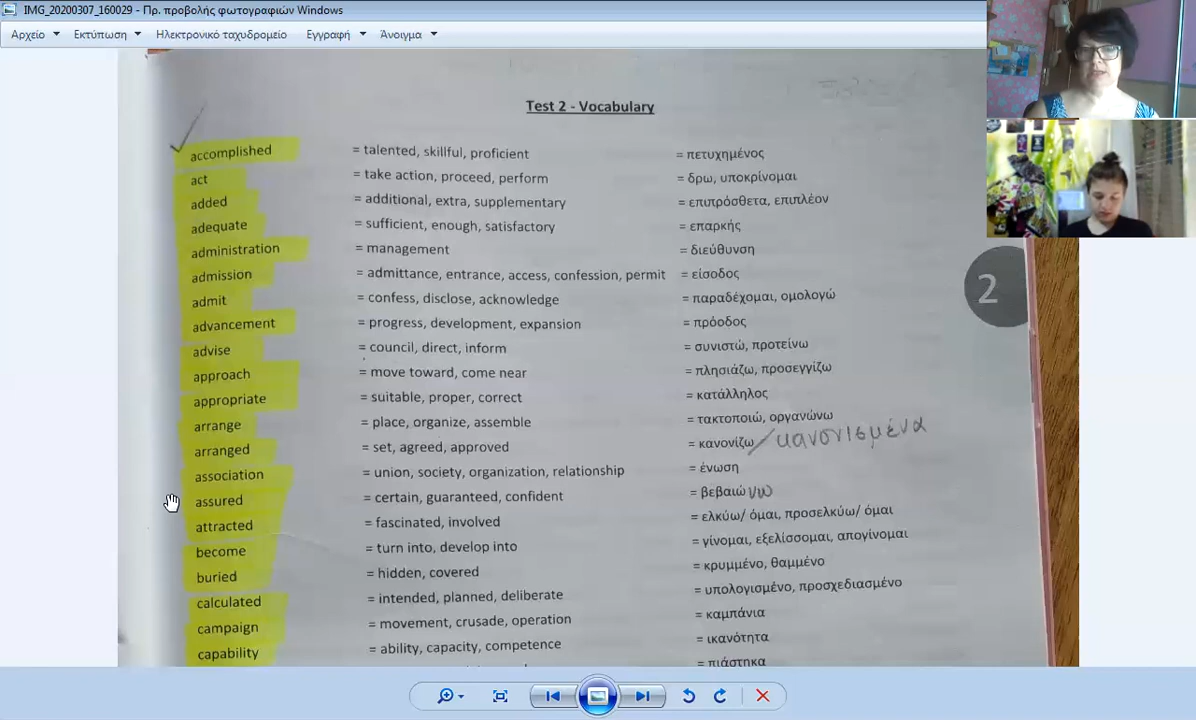 IMG_20200307_160029 - Πρ. προβολής φωτογραφιών Windows
Αρχείο Εκτύπωση Ηλεκτρονικό ταχυδρομείο Εγγραφή Άνοιγμα
Test 2 - Vocabulary
accomplished = talented, skillful, proficient = πετυχημένος
act = take action, proceed, perform = δρω, υποκρίνομαι
added = additional, extra, supplementary = επιπρόσθετα, επιπλέον
adequate = sufficient, enough, satisfactory = επαρκής
administration = management = διεύθυνση
admission = admittance, entrance, access, confession, permit = είσοδος
2
admit = confess, disclose, acknowledge = παραδέχομαι, ομολογώ
advancement = progress, development, expansion = πρόοδος
advise = council, direct, inform = συνιστώ, προτείνω
approach = move toward, come near = πλησιάζω, προσεγγίζω
appropriate = suitable, proper, correct = κατάλληλος
arrange = place, organize, assemble = τακτοποιώ, οργανώνω
arranged = set, agreed, approved = κανονίζω / κανονισμένα
association = union, society, organization, relationship = ένωση
assured = certain, guaranteed, confident = βεβαιώνω
attracted = fascinated, involved = ελκύω/ όμαι, προσελκύω/ όμαι
become = turn into, develop into = γίνομαι, εξελίσσομαι, απογίνομαι
buried = hidden, covered = κρυμμένο, θαμμένο
calculated = intended, planned, deliberate = υπολογισμένο, προσχεδιασμένο
campaign = movement, crusade, operation = καμπάνια
capability = ability, capacity, competence = ικανότητα
= πιάστηκα